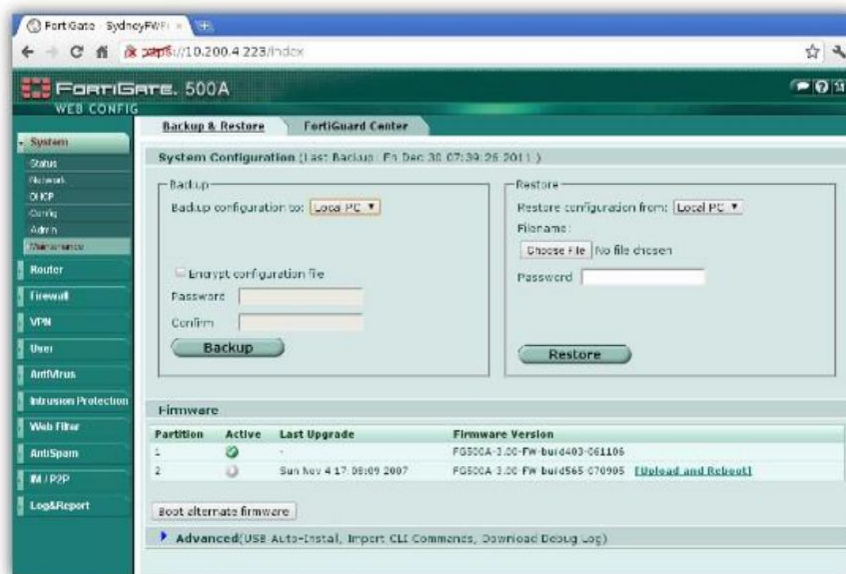 FortiGate - SydneyFWPr
https://10.200.4.223/index
FORTIGATE. 500A
WEB CONFIG
Backup & Restore
FortiGuard Center
System
Status
Network
DHCP
Config
Admin
Maintenance
Router
Firewall
VPN
User
AntiVirus
Intrusion Protection
Web Filter
AntiSpam
IM / P2P
Log&Report
System Configuration (Last Backup: Fri Dec 30 07:39:26 2011 )
Backup
Backup configuration to: Local PC
Encrypt configuration file
Password
Confirm
Backup
Restore
Restore configuration from: Local PC
Filename:
Choose File No file chosen
Password
Restore
Firmware
Partition Active Last Upgrade Firmware Version
1 - FG500A-3.00-FW-build403-061106
2 Sun Nov 4 17:08:09 2007 FG500A-3.00-FW-build565-070905 [Upload and Reboot]
Boot alternate firmware
Advanced(USB Auto-Install, Import CLI Commands, Download Debug Log)